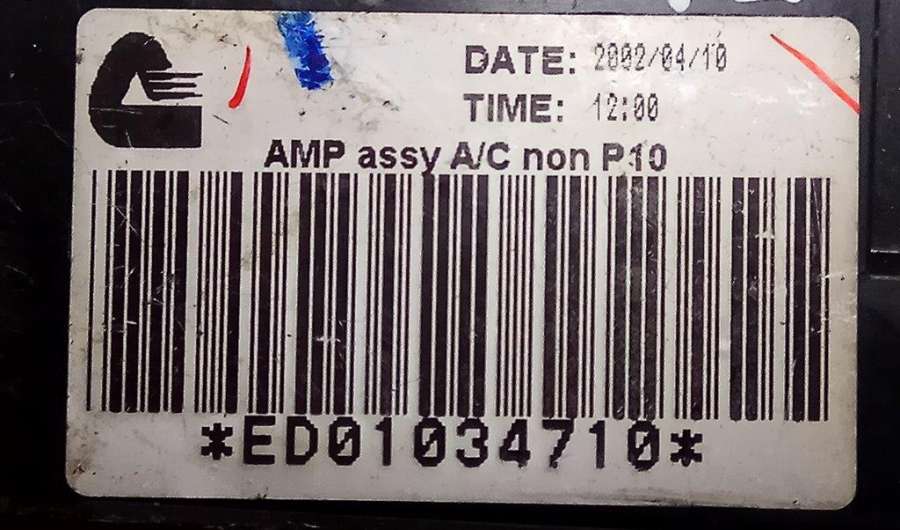 DATE: 2002/04/10
TIME: 12:00
AMP assy A/C non P10
*ED01034710*